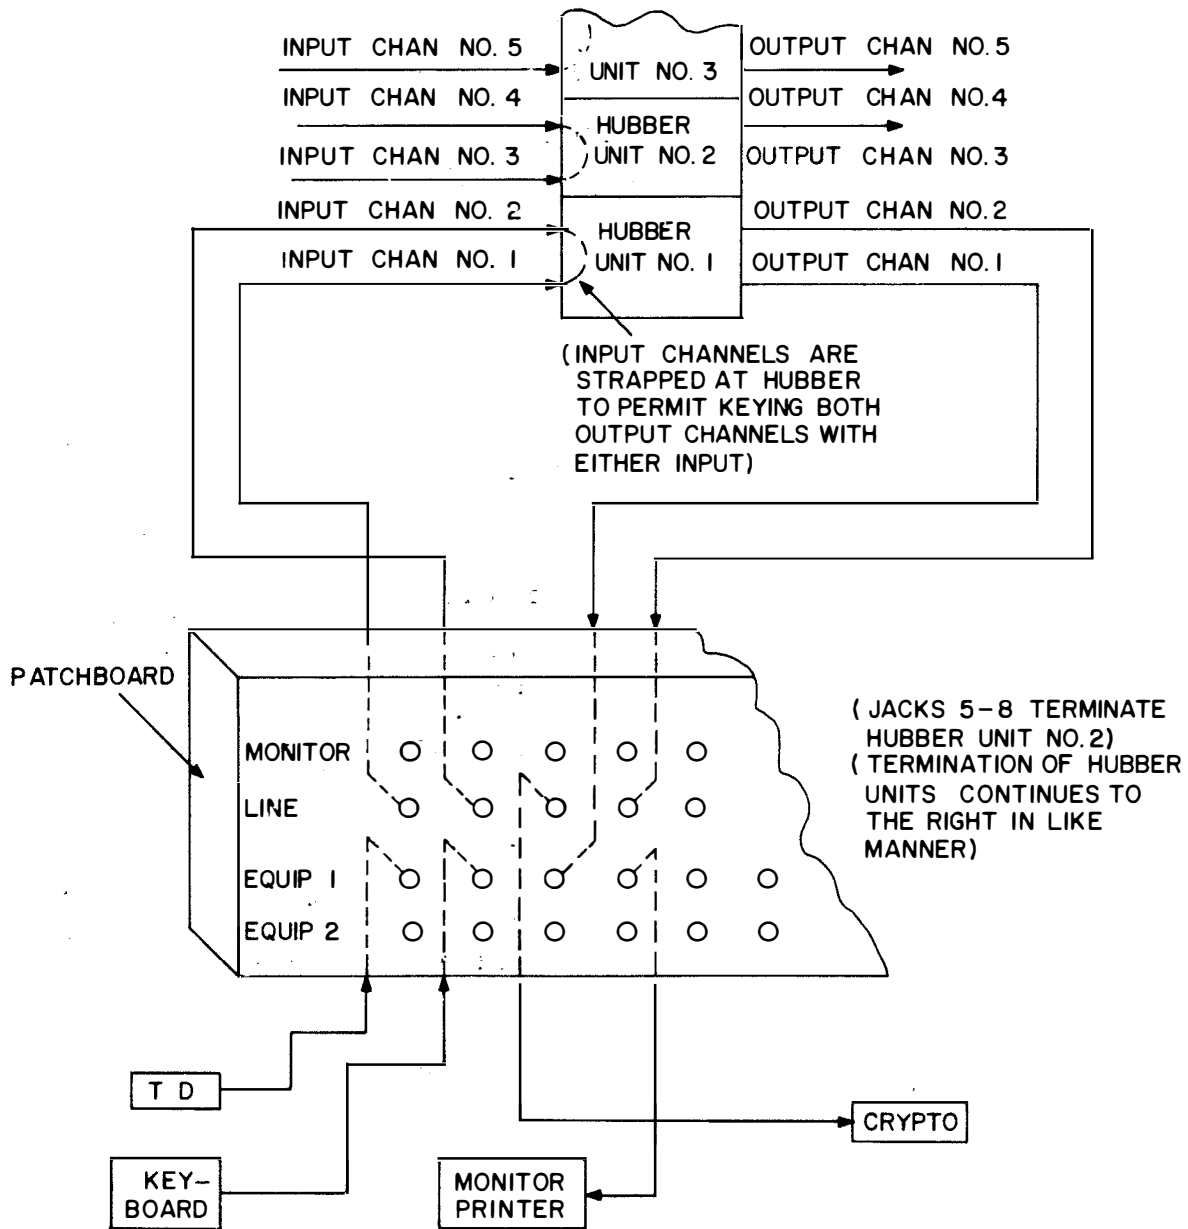 INPUT CHAN NO. 5
UNIT NO. 3
OUTPUT CHAN NO. 5
INPUT CHAN NO. 4
OUTPUT CHAN NO. 4
HUBBER
UNIT NO. 2
INPUT CHAN NO. 3
OUTPUT CHAN NO. 3
INPUT CHAN NO. 2
OUTPUT CHAN NO. 2
HUBBER
UNIT NO. 1
INPUT CHAN NO. 1
OUTPUT CHAN NO. 1
(INPUT CHANNELS ARE
STRAPPED AT HUBBER
TO PERMIT KEYING BOTH
OUTPUT CHANNELS WITH
EITHER INPUT)
PATCHBOARD
MONITOR
LINE
EQUIP 1
EQUIP 2
(JACKS 5-8 TERMINATE
HUBBER UNIT NO. 2)
(TERMINATION OF HUBBER
UNITS CONTINUES TO
THE RIGHT IN LIKE
MANNER)
T D
CRYPTO
KEY-
BOARD
MONITOR
PRINTER